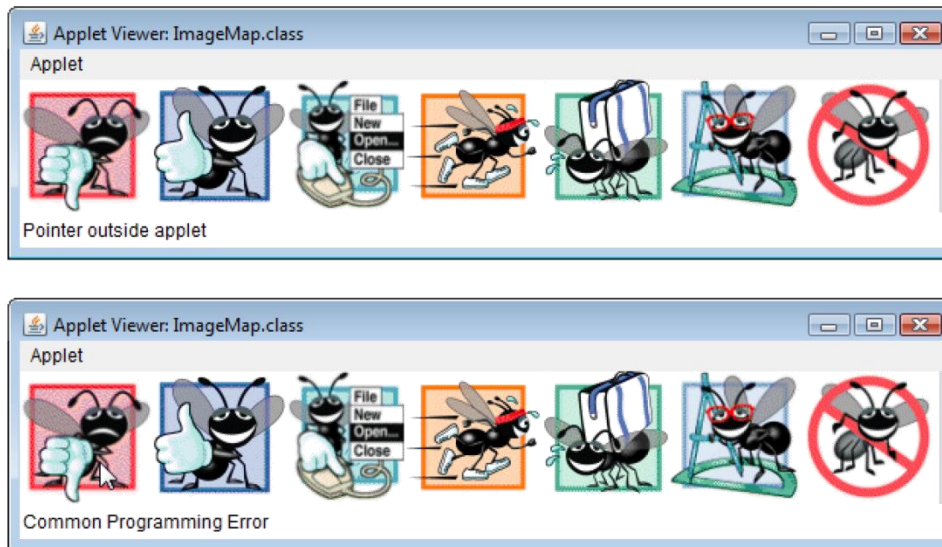 Applet Viewer: ImageMap.class
Applet
File
New
Open...
Close
Pointer outside applet
Applet Viewer: ImageMap.class
Applet
File
New
Open...
Close
Common Programming Error